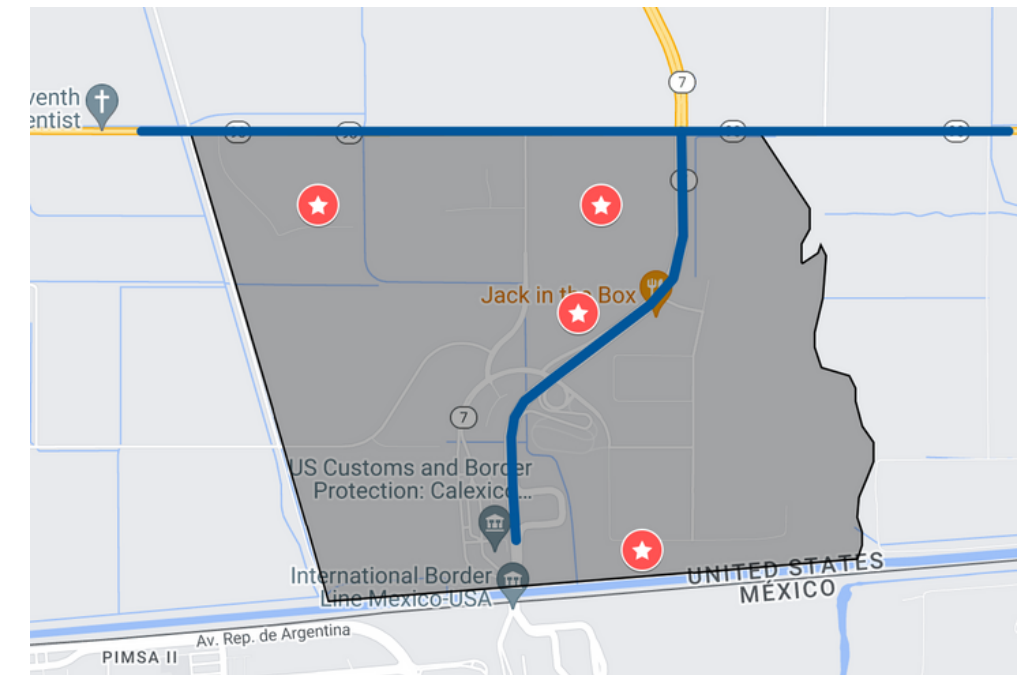 7
venth
entist
Jack in the Box
7
US Customs and Border
Protection: Calexico...
International Border
Line Mexico-USA
UNITED STATES
MÉXICO
Av. Rep. de Argentina
PIMSA II